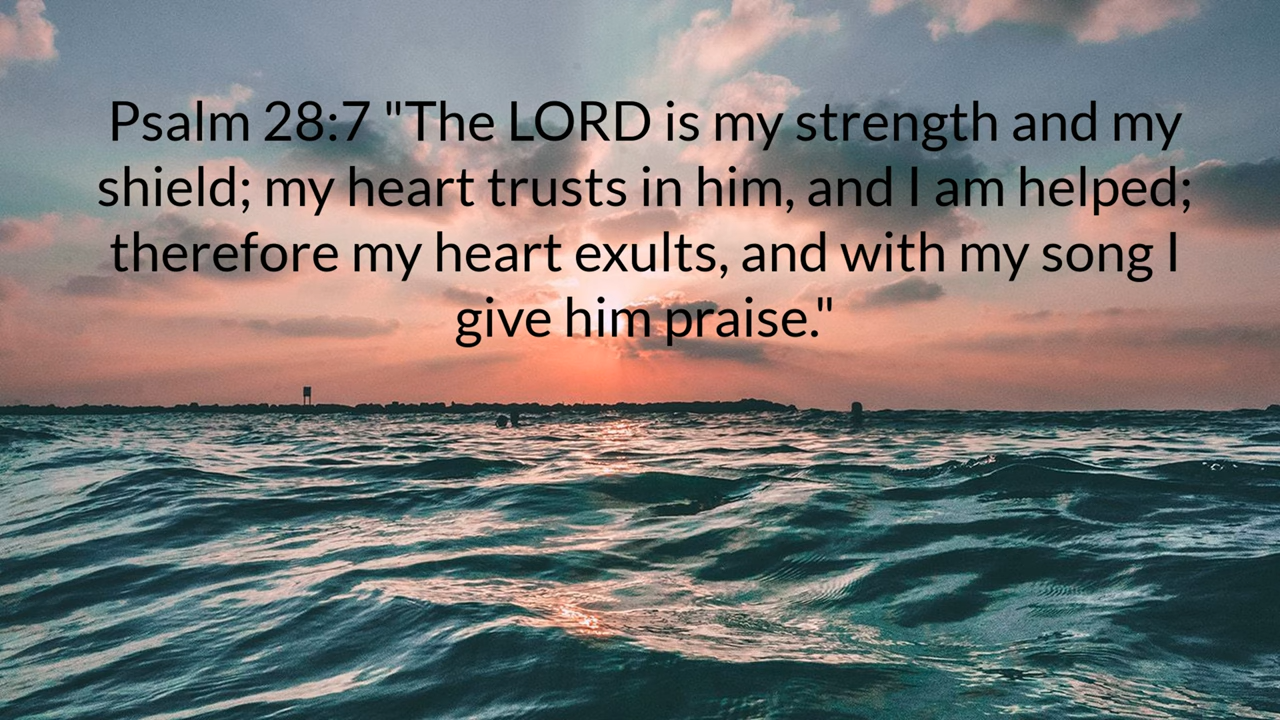 Psalm 28:7 "The LORD is my strength and my
shield; my heart trusts in him, and I am helped;
therefore my heart exults, and with my song I
give him praise."